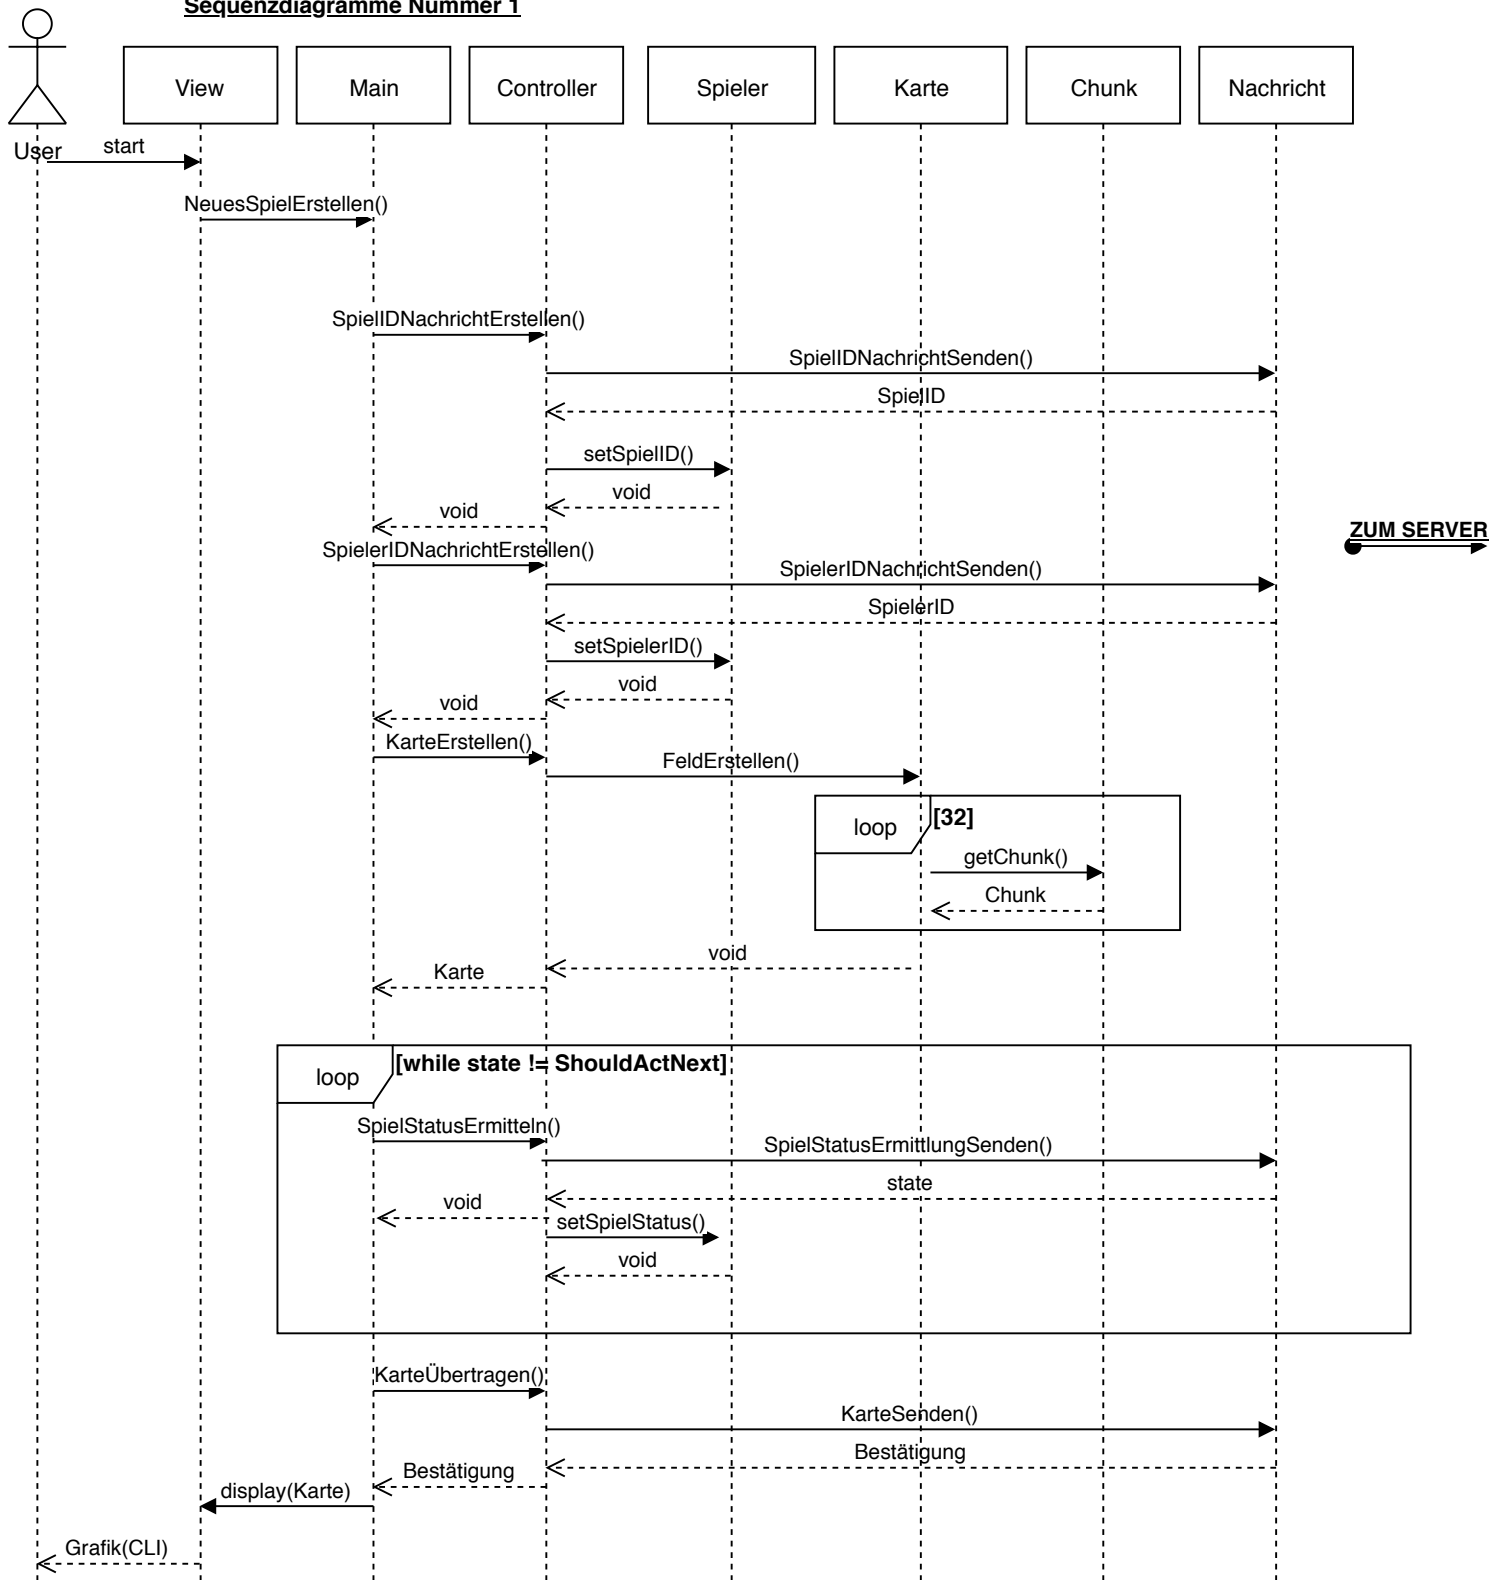 Sequenzdiagramme Nummer 1
View
Main
Controller
Spieler
Karte
Chunk
Nachricht
User
start
NeuesSpielErstellen()
SpielIDNachrichtErstellen()
SpielIDNachrichtSenden()
SpielID
setSpielID()
void
void
ZUM SERVER
SpielerIDNachrichtErstellen()
SpielerIDNachrichtSenden()
SpielerID
setSpielerID()
void
void
KarteErstellen()
FeldErstellen()
loop
[32]
getChunk()
Chunk
void
Karte
loop
[while state != ShouldActNext]
SpielStatusErmitteln()
SpielStatusErmittlungSenden()
state
void
setSpielStatus()
void
KarteÜbertragen()
KarteSenden()
Bestätigung
Bestätigung
display(Karte)
Grafik(CLI)